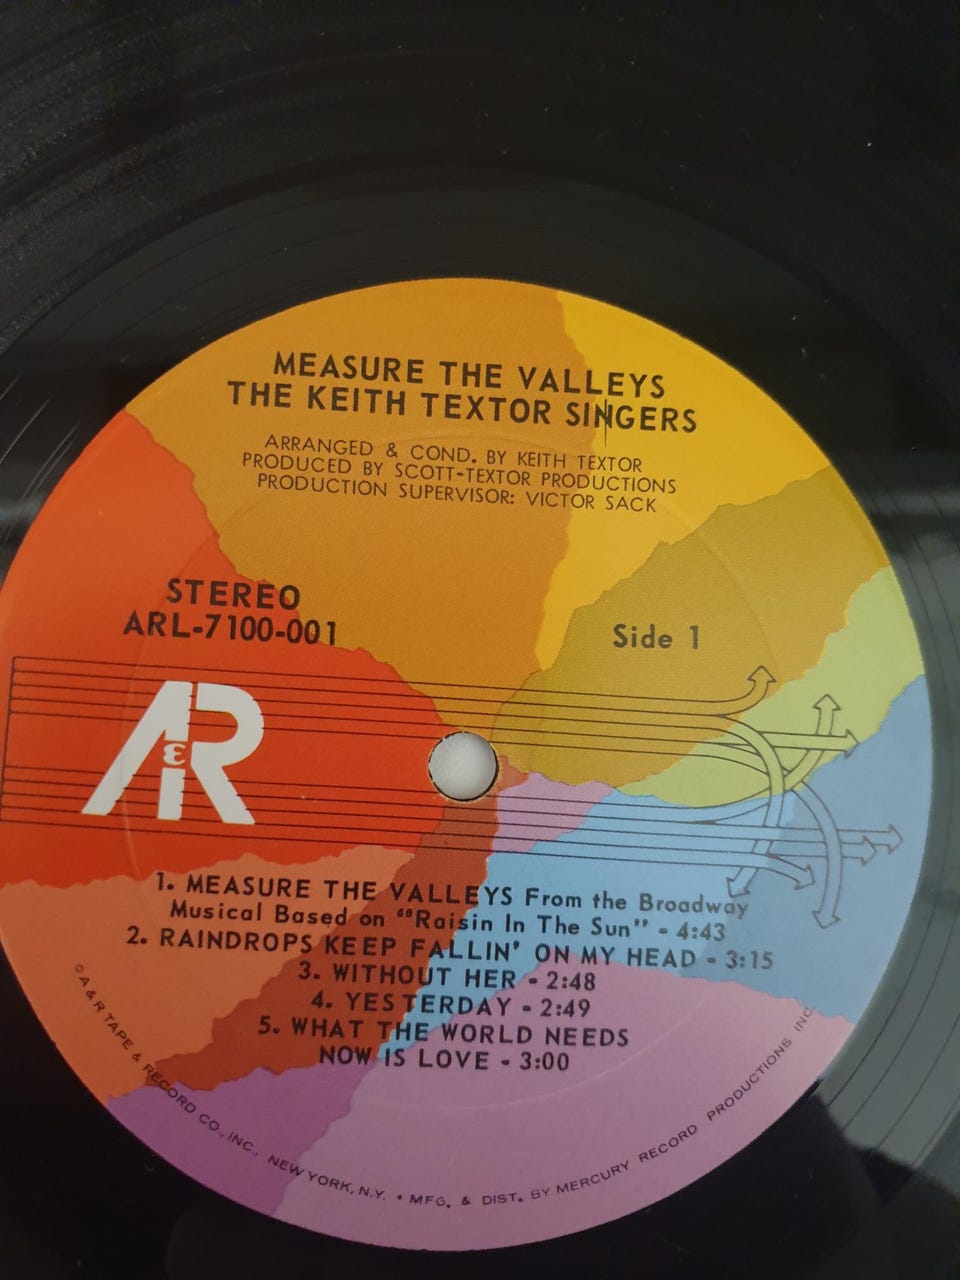 MEASURE THE VALLEYS
THE KEITH TEXTOR SINGERS
ARRANGED & COND. BY KEITH TEXTOR
PRODUCED BY SCOTT-TEXTOR PRODUCTIONS
PRODUCTION SUPERVISOR: VICTOR SACK
STEREO
ARL-7100-001
Side 1
A&R
1. MEASURE THE VALLEYS From the Broadway
Musical Based on "Raisin In The Sun" - 4:43
2. RAINDROPS KEEP FALLIN' ON MY HEAD - 3:15
3. WITHOUT HER - 2:48
4. YESTERDAY - 2:49
5. WHAT THE WORLD NEEDS
NOW IS LOVE - 3:00
© A & R TAPE & RECORD CO., INC., NEW YORK, N.Y. • MFG. & DIST. BY MERCURY RECORD PRODUCTIONS INC.